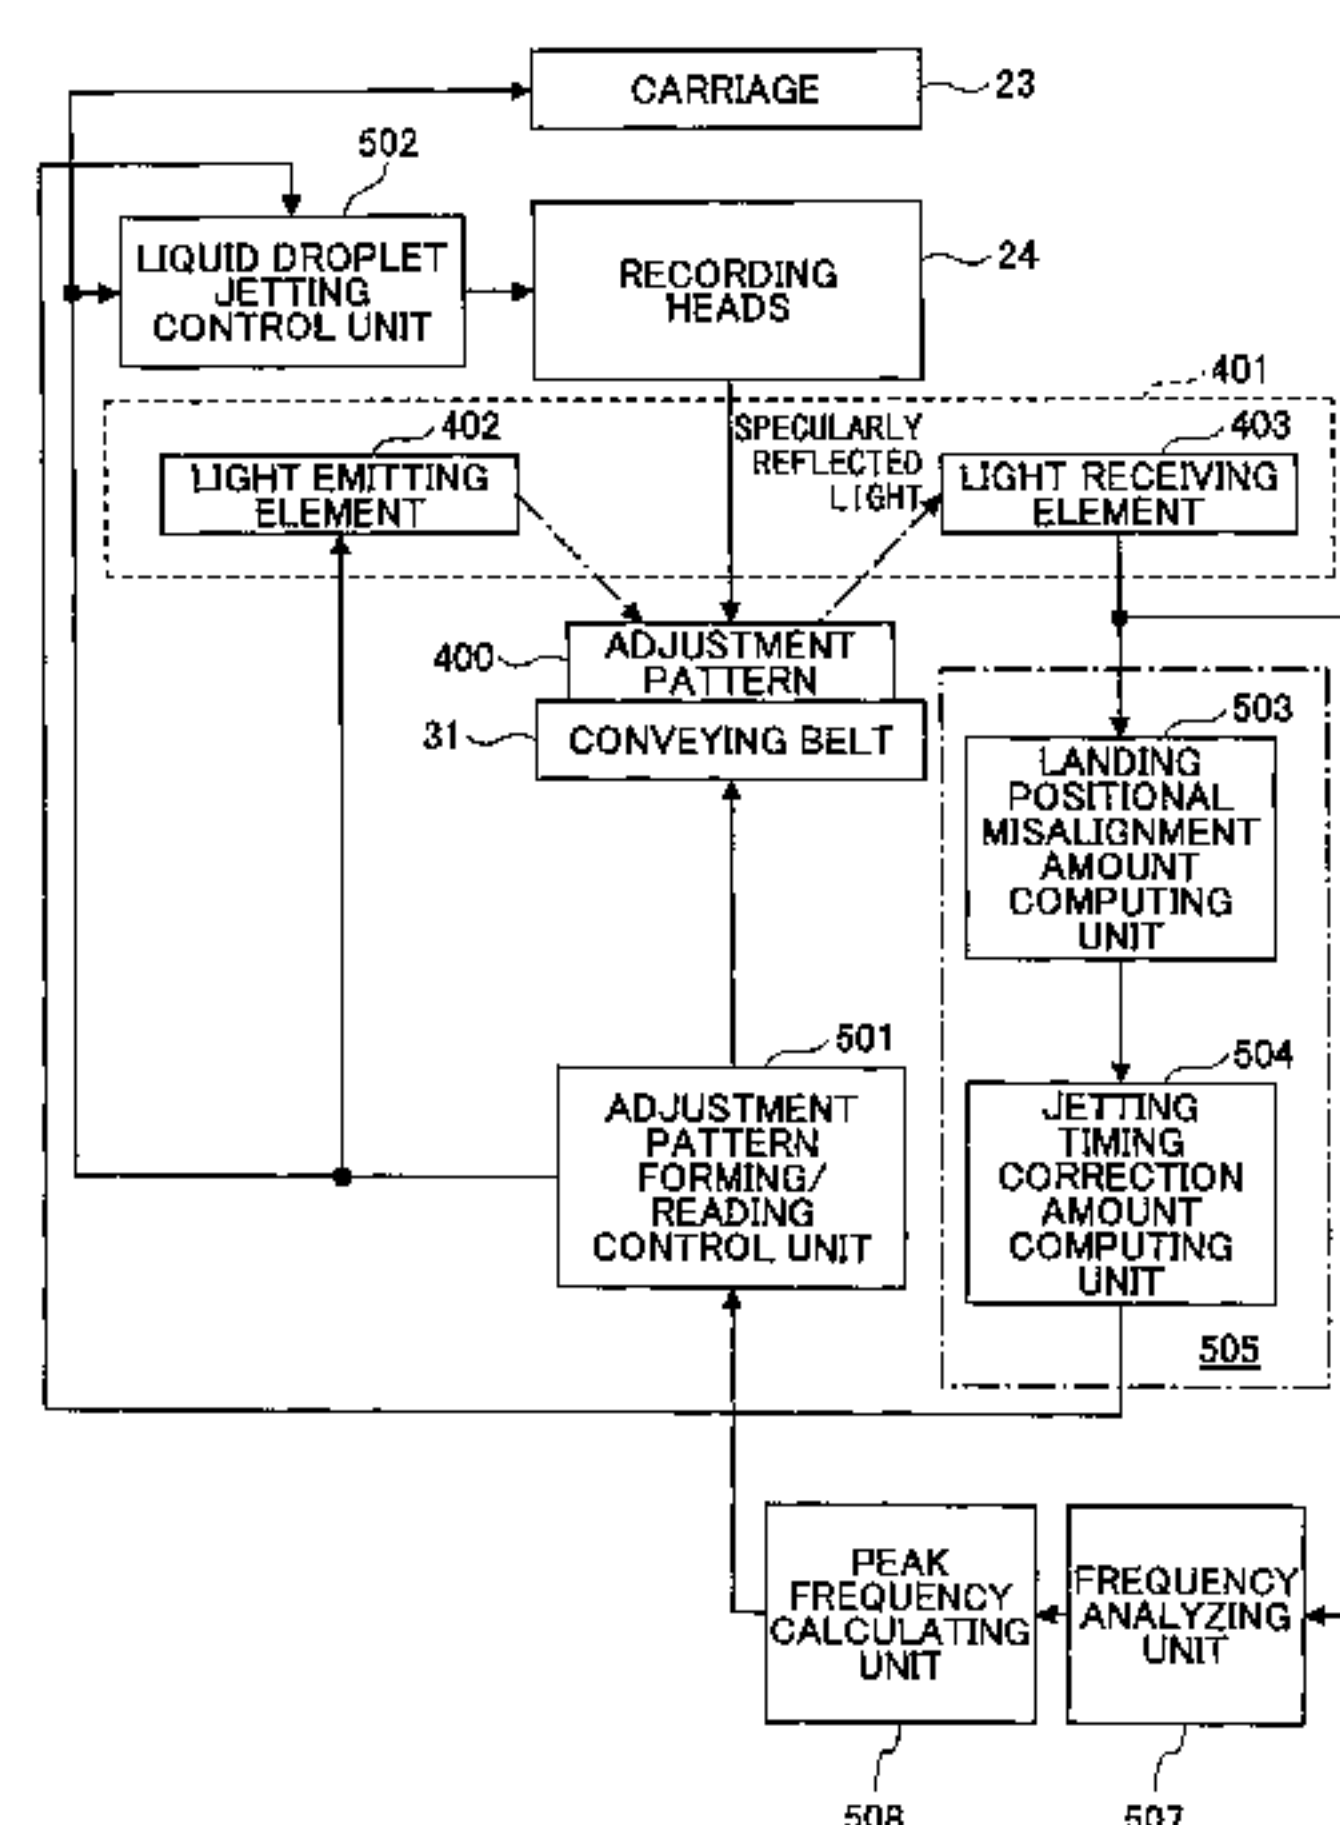 CARRIAGE
23
502
LIQUID DROPLET
JETTING
CONTROL UNIT
RECORDING
HEADS
24
401
402
LIGHT EMITTING
ELEMENT
SPECULARLY
REFLECTED
LIGHT
403
LIGHT RECEIVING
ELEMENT
400
ADJUSTMENT
PATTERN
31
CONVEYING BELT
503
LANDING
POSITIONAL
MISALIGNMENT
AMOUNT
COMPUTING
UNIT
501
ADJUSTMENT
PATTERN
FORMING/
READING
CONTROL UNIT
504
JETTING
TIMING
CORRECTION
AMOUNT
COMPUTING
UNIT
505
PEAK
FREQUENCY
CALCULATING
UNIT
FREQUENCY
ANALYZING
UNIT
508
507